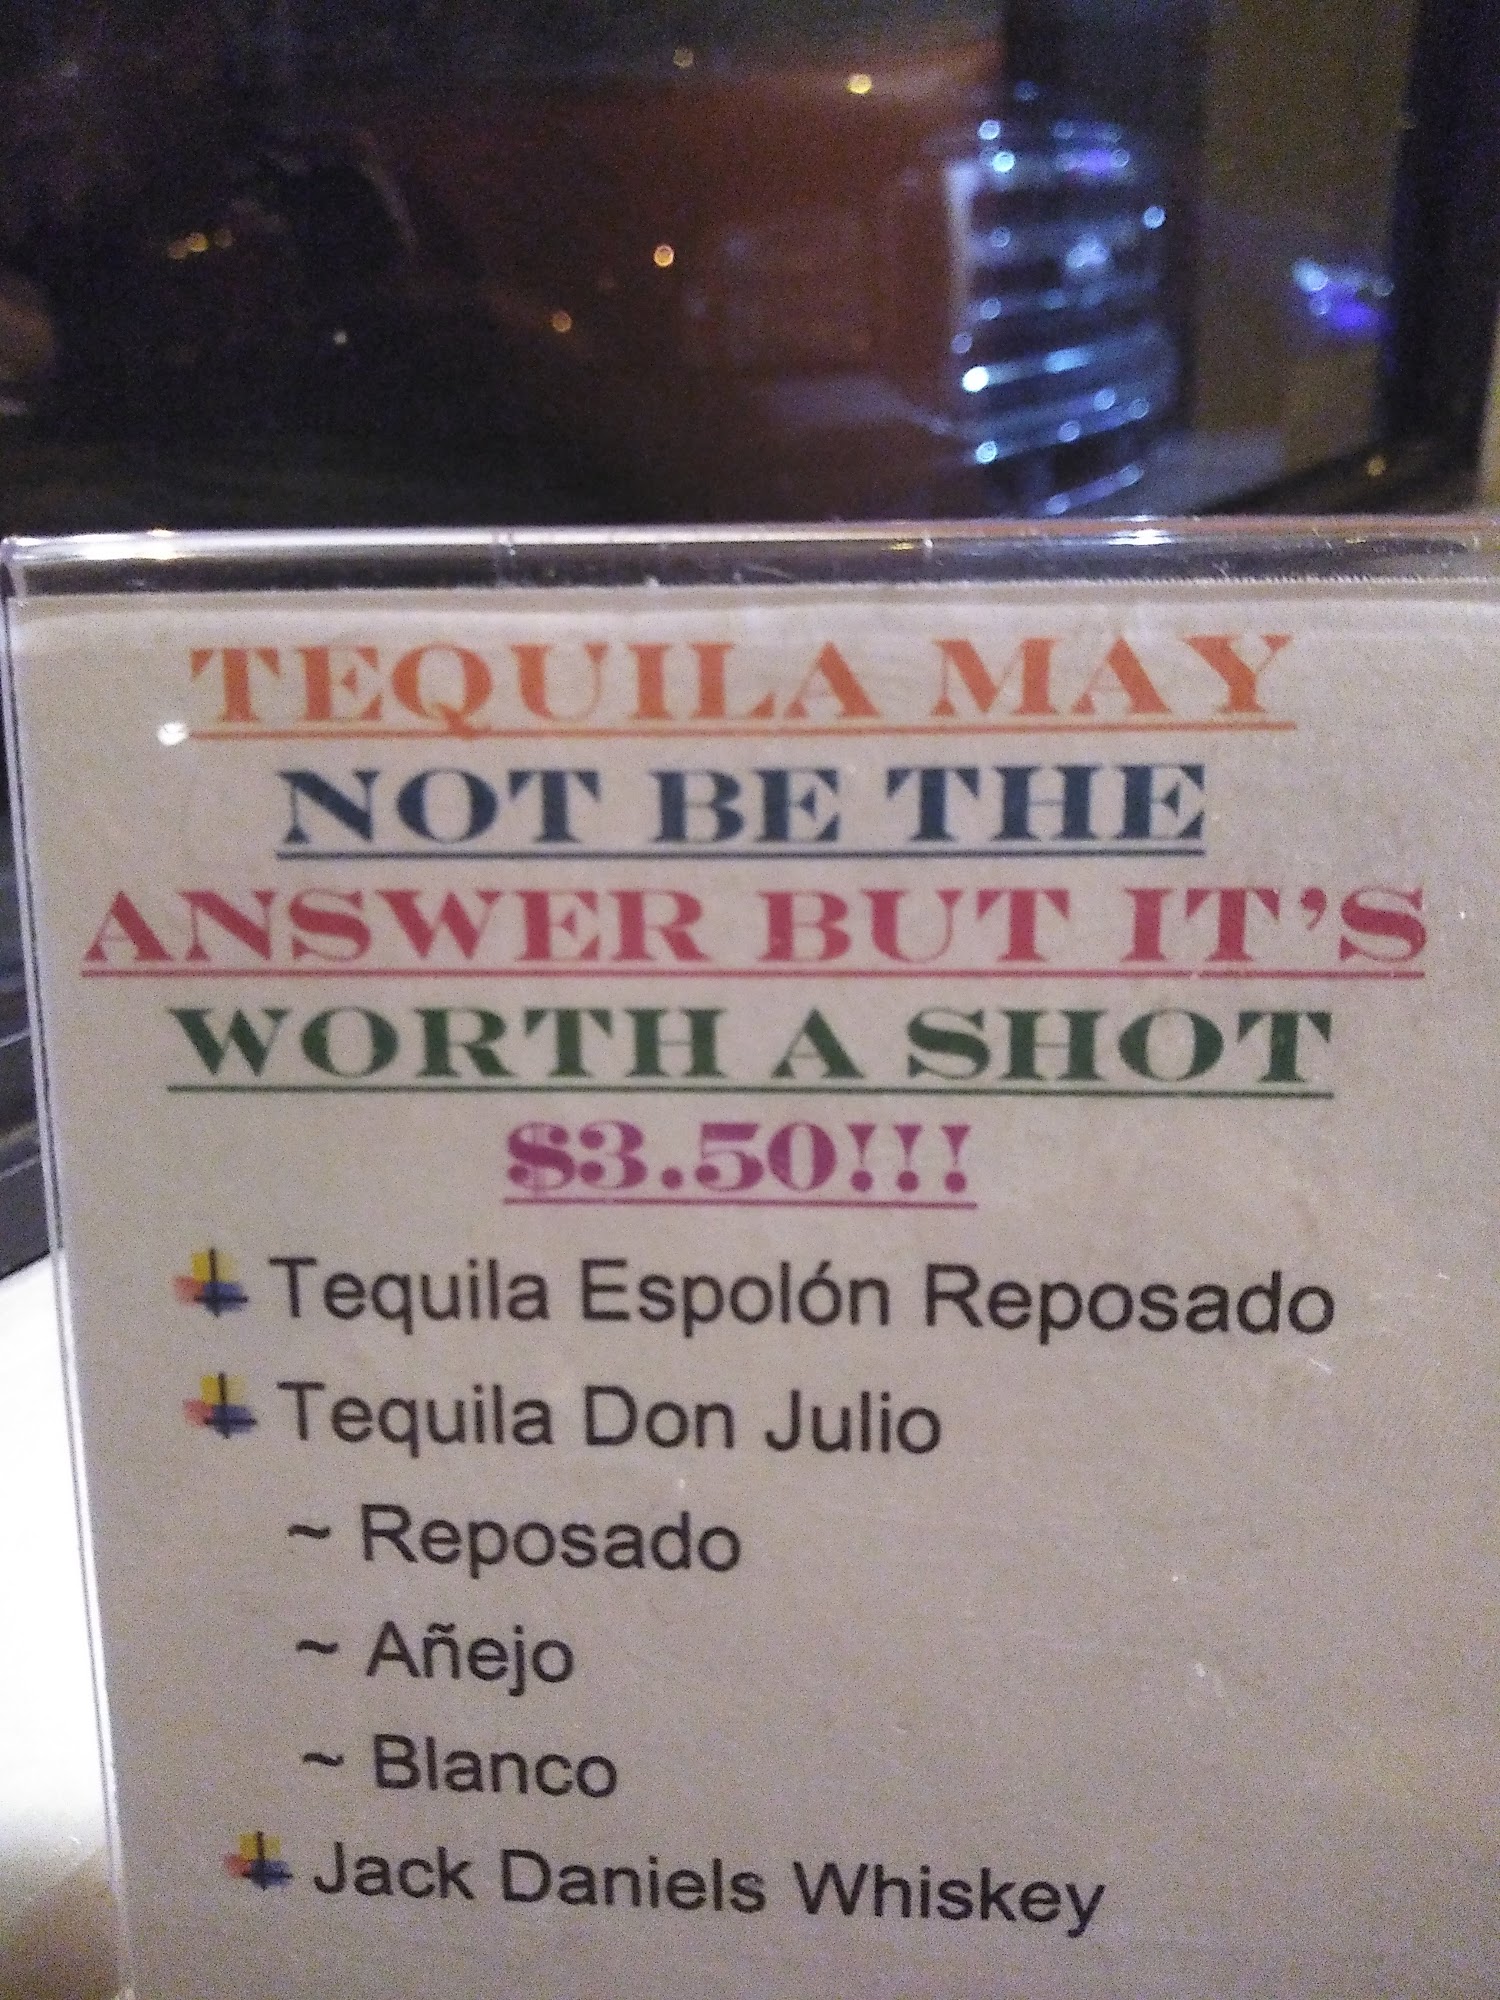 TEQUILA MAY
NOT BE THE
ANSWER BUT IT'S
WORTH A SHOT
$3.50!!!
Tequila Espolón Reposado
Tequila Don Julio
~ Reposado
~ Añejo
~ Blanco
Jack Daniels Whiskey